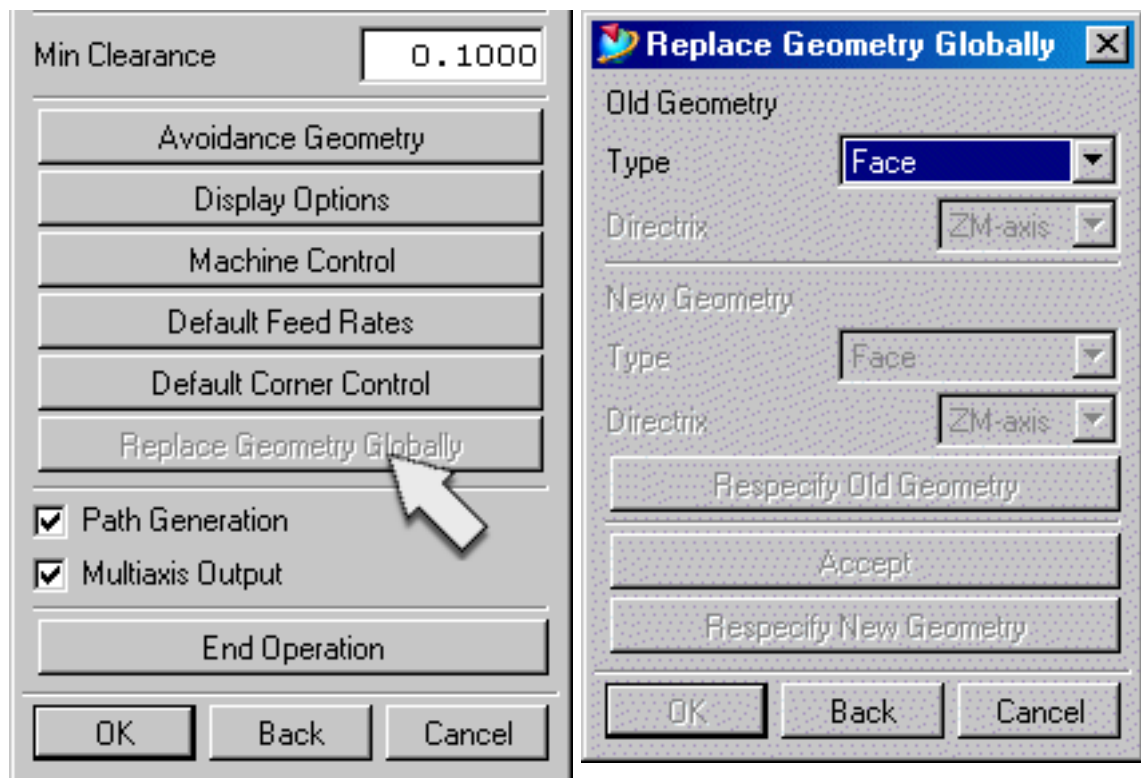 Min Clearance 0.1000
Avoidance Geometry
Display Options
Machine Control
Default Feed Rates
Default Corner Control
Replace Geometry Globally
Path Generation
Multiaxis Output
End Operation
OK Back Cancel
Replace Geometry Globally
Old Geometry
Type Face
Directrix ZM-axis
New Geometry
Type Face
Directrix ZM-axis
Respecify Old Geometry
Accept
Respecify New Geometry
OK Back Cancel